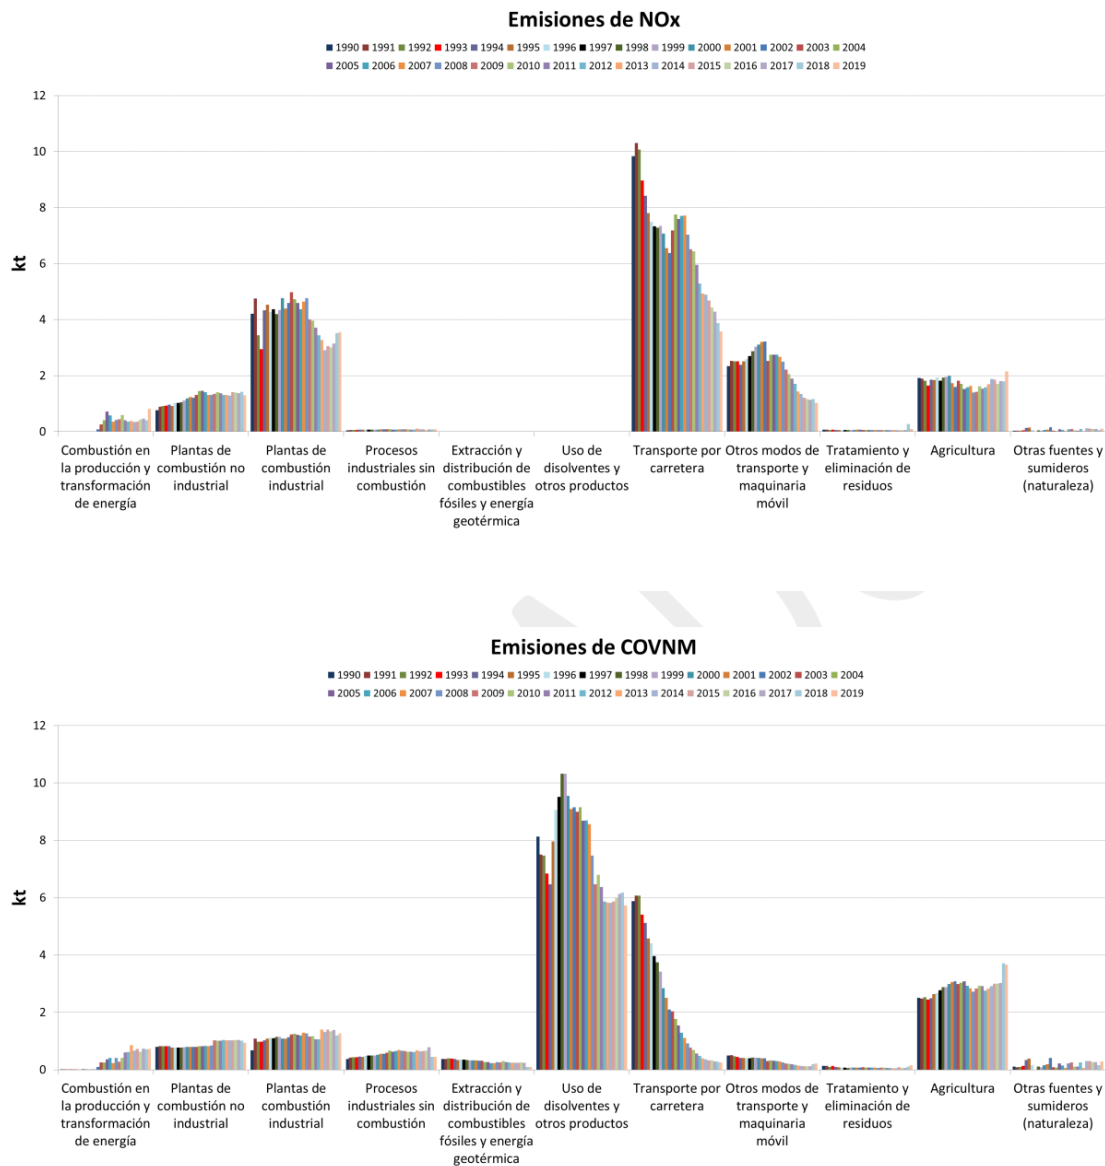 Emisiones de NOx
1990 1991 1992 1993 1994 1995 1996 1997 1998 1999 2000 2001 2002 2003 2004
2005 2006 2007 2008 2009 2010 2011 2012 2013 2014 2015 2016 2017 2018 2019
12
10
8
6
4
2
0
kt
Combustión en
la producción y
transformación
de energía
Plantas de
combustión no
industrial
Plantas de
combustión
industrial
Procesos
industriales sin
combustión
Extracción y
distribución de
combustibles
fósiles y energía
geotérmica
Uso de
disolventes y
otros productos
Transporte por
carretera
Otros modos de
transporte y
maquinaria
móvil
Tratamiento y
eliminación de
residuos
Agricultura
Otras fuentes y
sumideros
(naturaleza)
Emisiones de COVNM
1990 1991 1992 1993 1994 1995 1996 1997 1998 1999 2000 2001 2002 2003 2004
2005 2006 2007 2008 2009 2010 2011 2012 2013 2014 2015 2016 2017 2018 2019
12
10
8
6
4
2
0
kt
Combustión en
la producción y
transformación
de energía
Plantas de
combustión no
industrial
Plantas de
combustión
industrial
Procesos
industriales sin
combustión
Extracción y
distribución de
combustibles
fósiles y energía
geotérmica
Uso de
disolventes y
otros productos
Transporte por
carretera
Otros modos de
transporte y
maquinaria
móvil
Tratamiento y
eliminación de
residuos
Agricultura
Otras fuentes y
sumideros
(naturaleza)